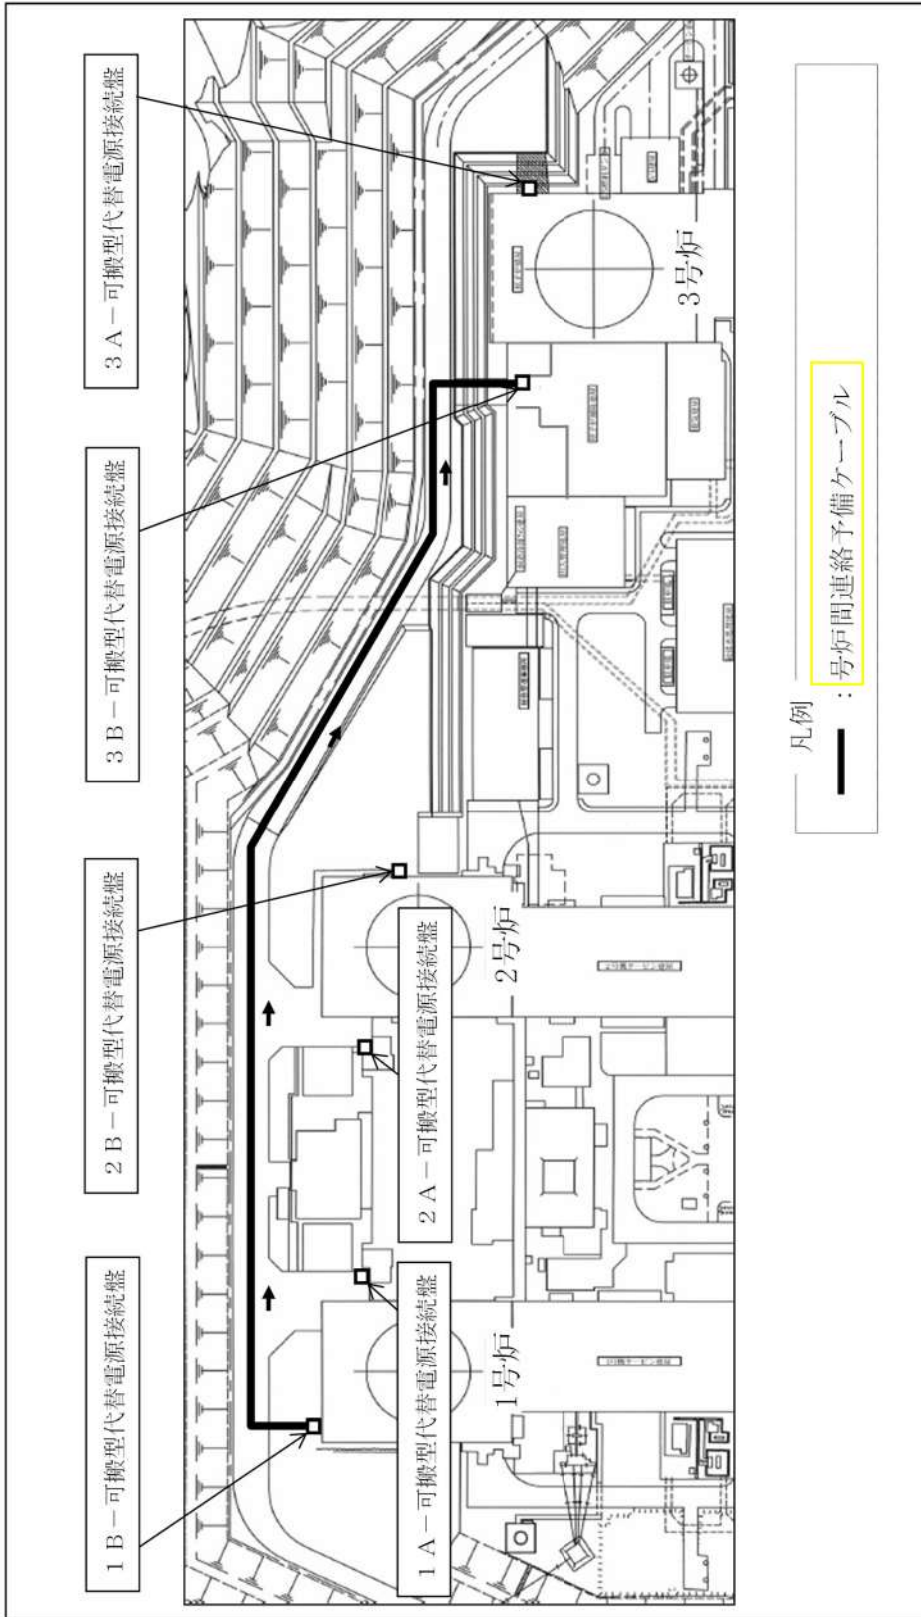 1B－可搬型代替電源接続盤
2B－可搬型代替電源接続盤
3B－可搬型代替電源接続盤
3A－可搬型代替電源接続盤
1A－可搬型代替電源接続盤
2A－可搬型代替電源接続盤
1号炉
2号炉
3号炉
凡例
：号炉間連絡予備ケーブル